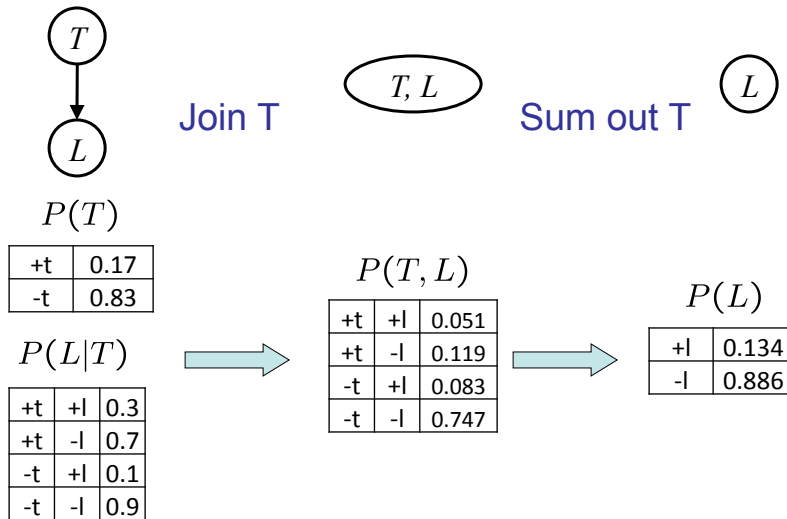 T
L
Join T
T, L
Sum out T
L
P(T)
+t 0.17
-t 0.83
P(L|T)
+t +l 0.3
+t -l 0.7
-t +l 0.1
-t -l 0.9
P(T, L)
+t +l 0.051
+t -l 0.119
-t +l 0.083
-t -l 0.747
P(L)
+l 0.134
-l 0.886